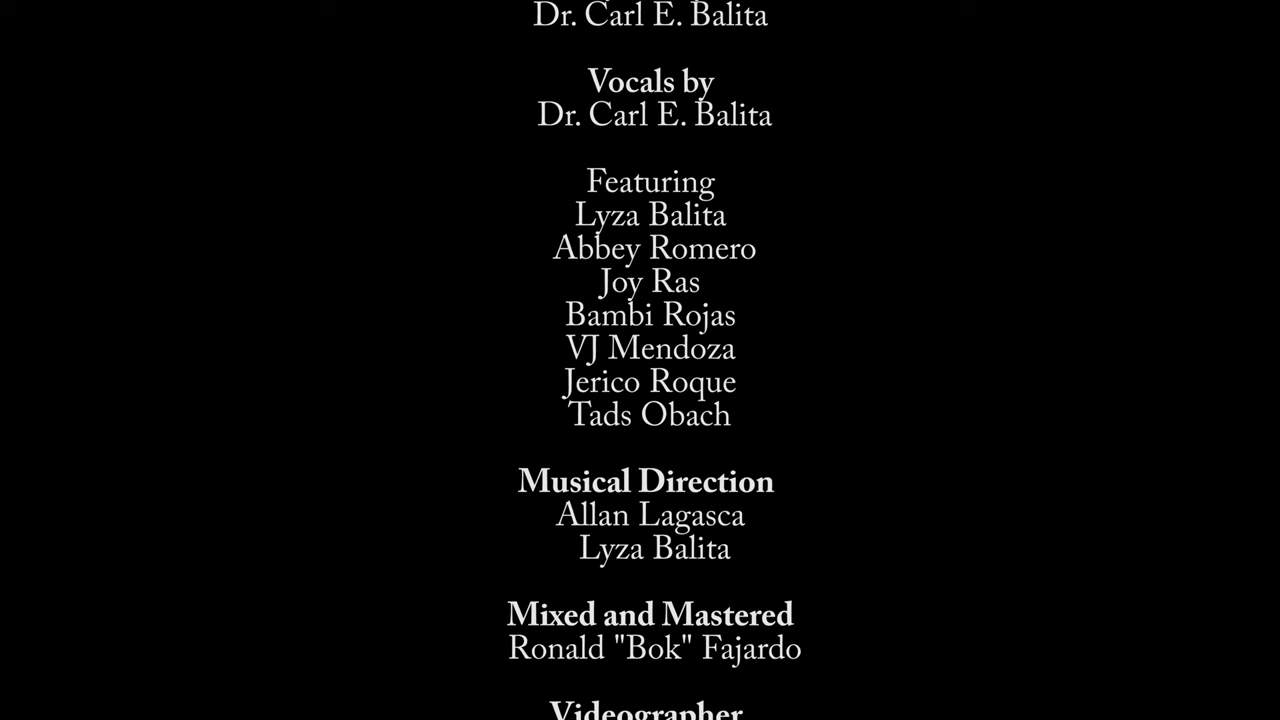 Dr. Carl E. Balita
Vocals by
Dr. Carl E. Balita
Featuring
Lyza Balita
Abbey Romero
Joy Ras
Bambi Rojas
VJ Mendoza
Jerico Roque
Tads Obach
Musical Direction
Allan Lagasca
Lyza Balita
Mixed and Mastered
Ronald "Bok" Fajardo
Videographer